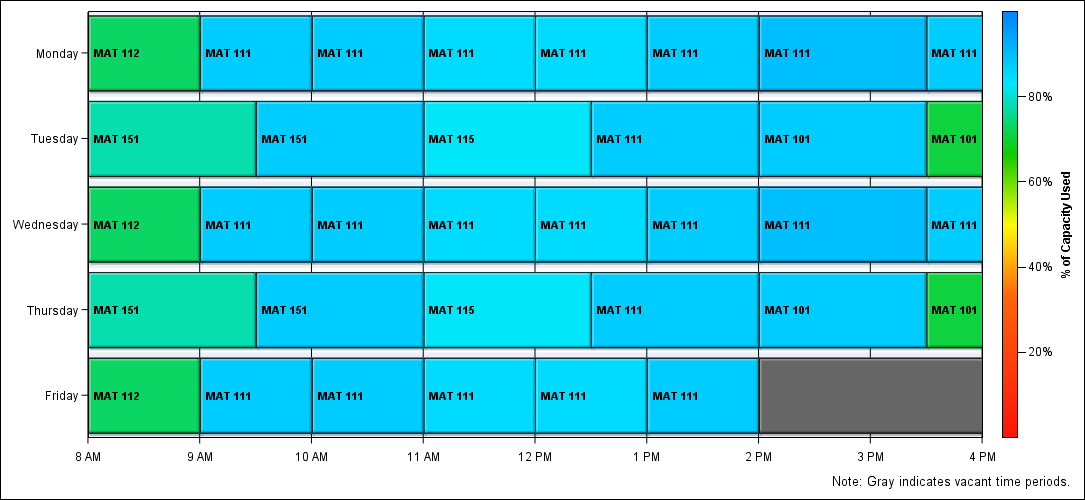 Monday
MAT 112 MAT 111 MAT 111 MAT 111 MAT 111 MAT 111 MAT 111 MAT 111
Tuesday
MAT 151 MAT 151 MAT 115 MAT 111 MAT 101 MAT 101
Wednesday
MAT 112 MAT 111 MAT 111 MAT 111 MAT 111 MAT 111 MAT 111 MAT 111
Thursday
MAT 151 MAT 151 MAT 115 MAT 111 MAT 101 MAT 101
Friday
MAT 112 MAT 111 MAT 111 MAT 111 MAT 111 MAT 111
8 AM 9 AM 10 AM 11 AM 12 PM 1 PM 2 PM 3 PM 4 PM
80%
60%
40%
20%
% of Capacity Used
Note: Gray indicates vacant time periods.